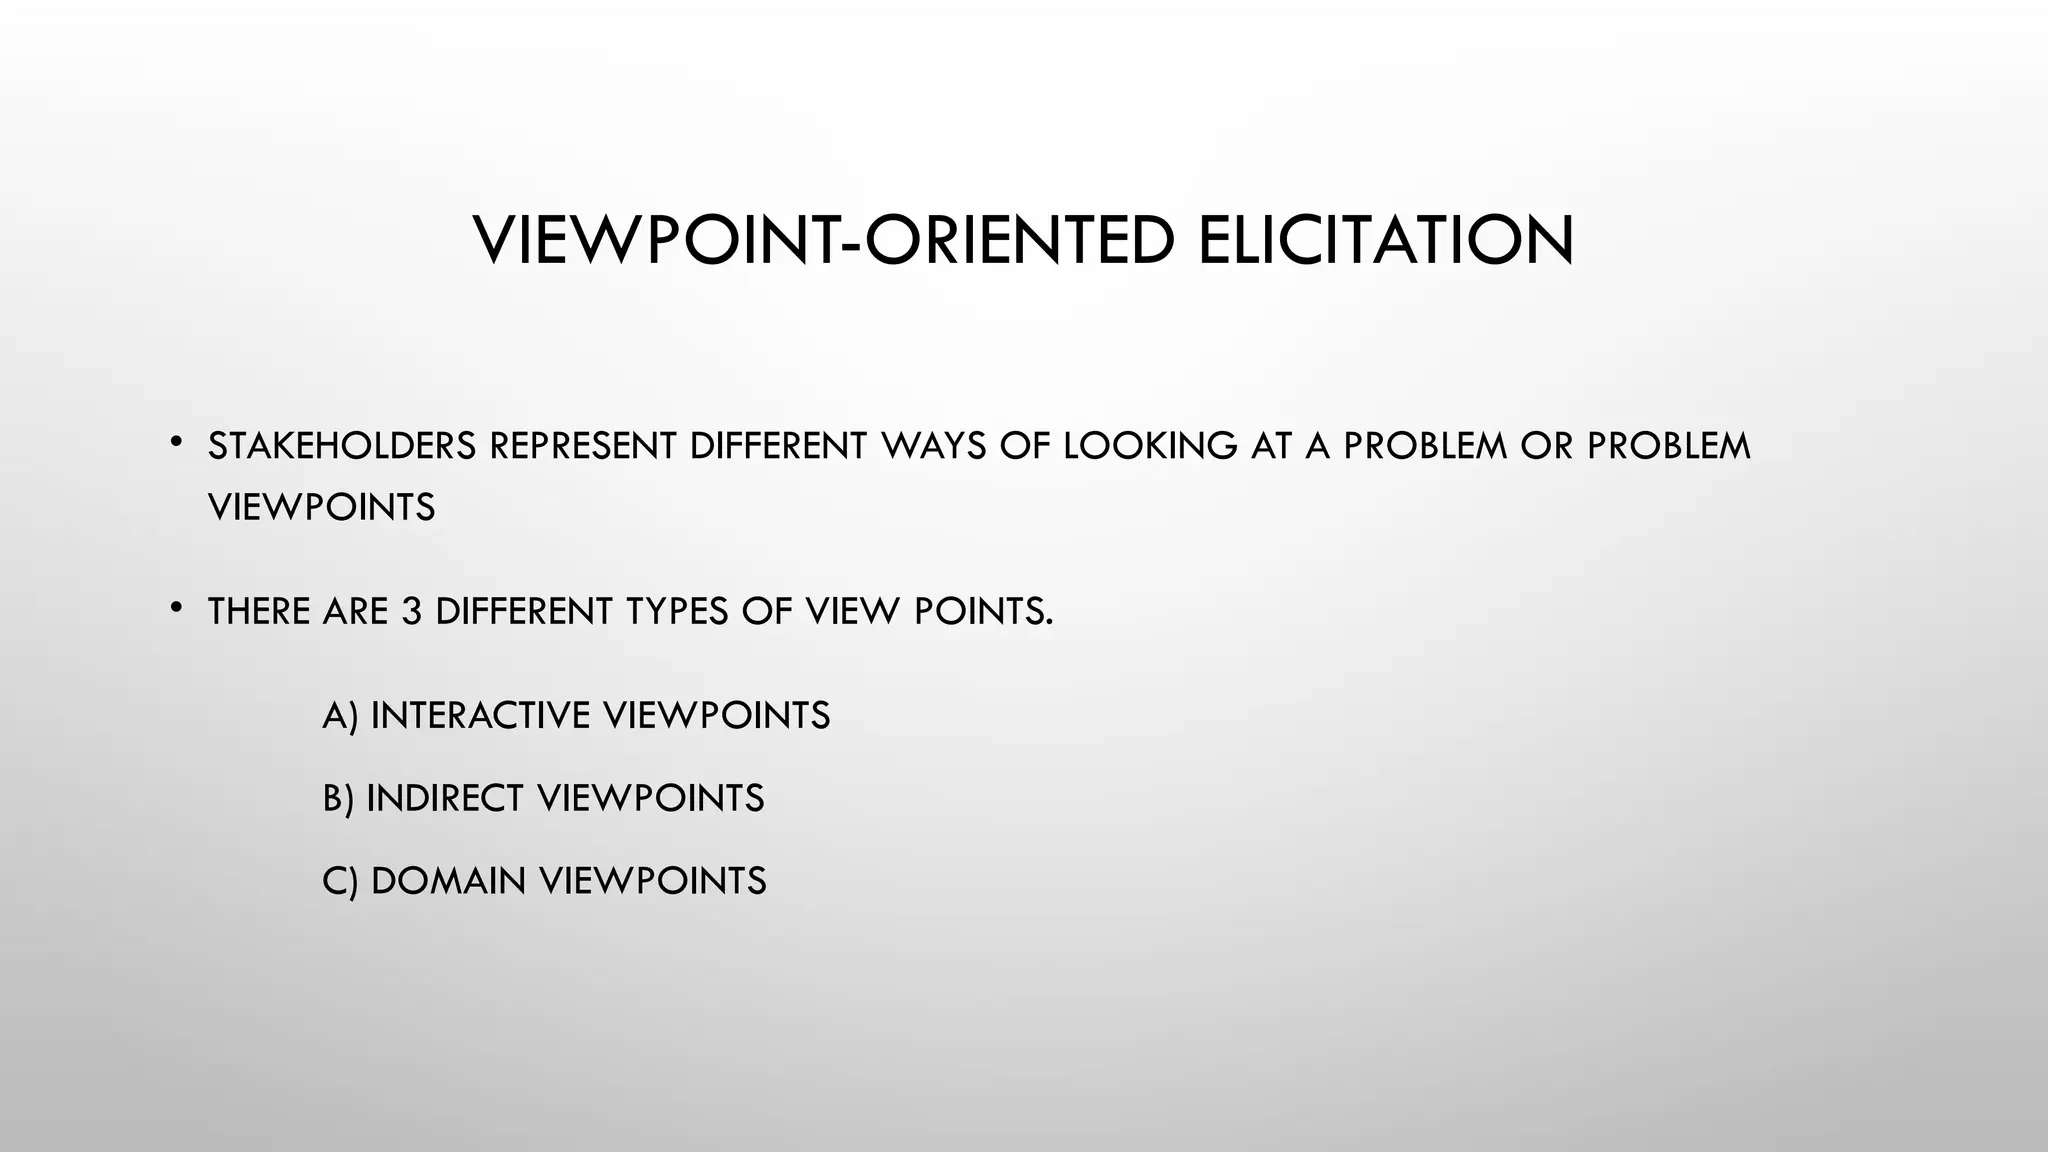 VIEWPOINT-ORIENTED ELICITATION
• STAKEHOLDERS REPRESENT DIFFERENT WAYS OF LOOKING AT A PROBLEM OR PROBLEM
VIEWPOINTS
• THERE ARE 3 DIFFERENT TYPES OF VIEW POINTS.
A) INTERACTIVE VIEWPOINTS
B) INDIRECT VIEWPOINTS
C) DOMAIN VIEWPOINTS